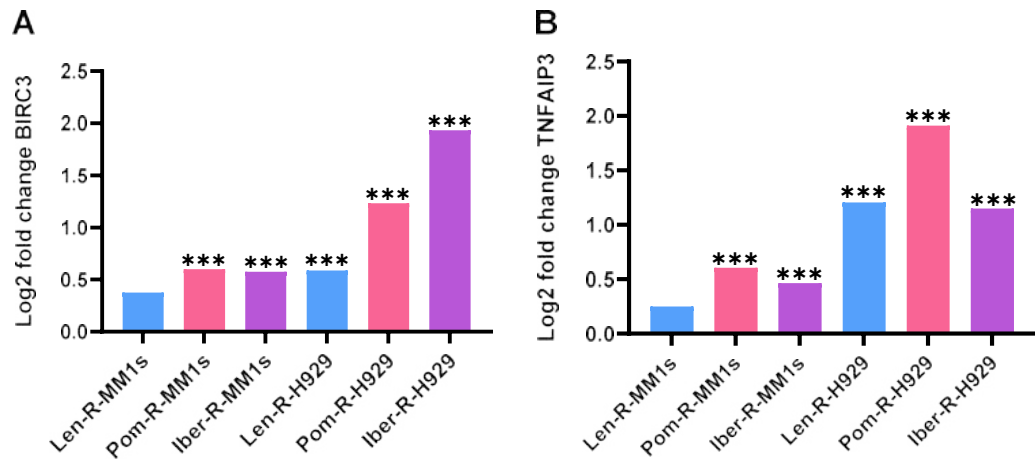 A
Log2 fold change BIRC3
2.5
2.0
1.5
1.0
0.5
0.0
***
***
***
***
***
Len-R-MM1s
Pom-R-MM1s
Iber-R-MM1s
Len-R-H929
Pom-R-H929
Iber-R-H929
B
Log2 fold change TNFAIP3
2.5
2.0
1.5
1.0
0.5
0.0
***
***
***
***
***
Len-R-MM1s
Pom-R-MM1s
Iber-R-MM1s
Len-R-H929
Pom-R-H929
Iber-R-H929